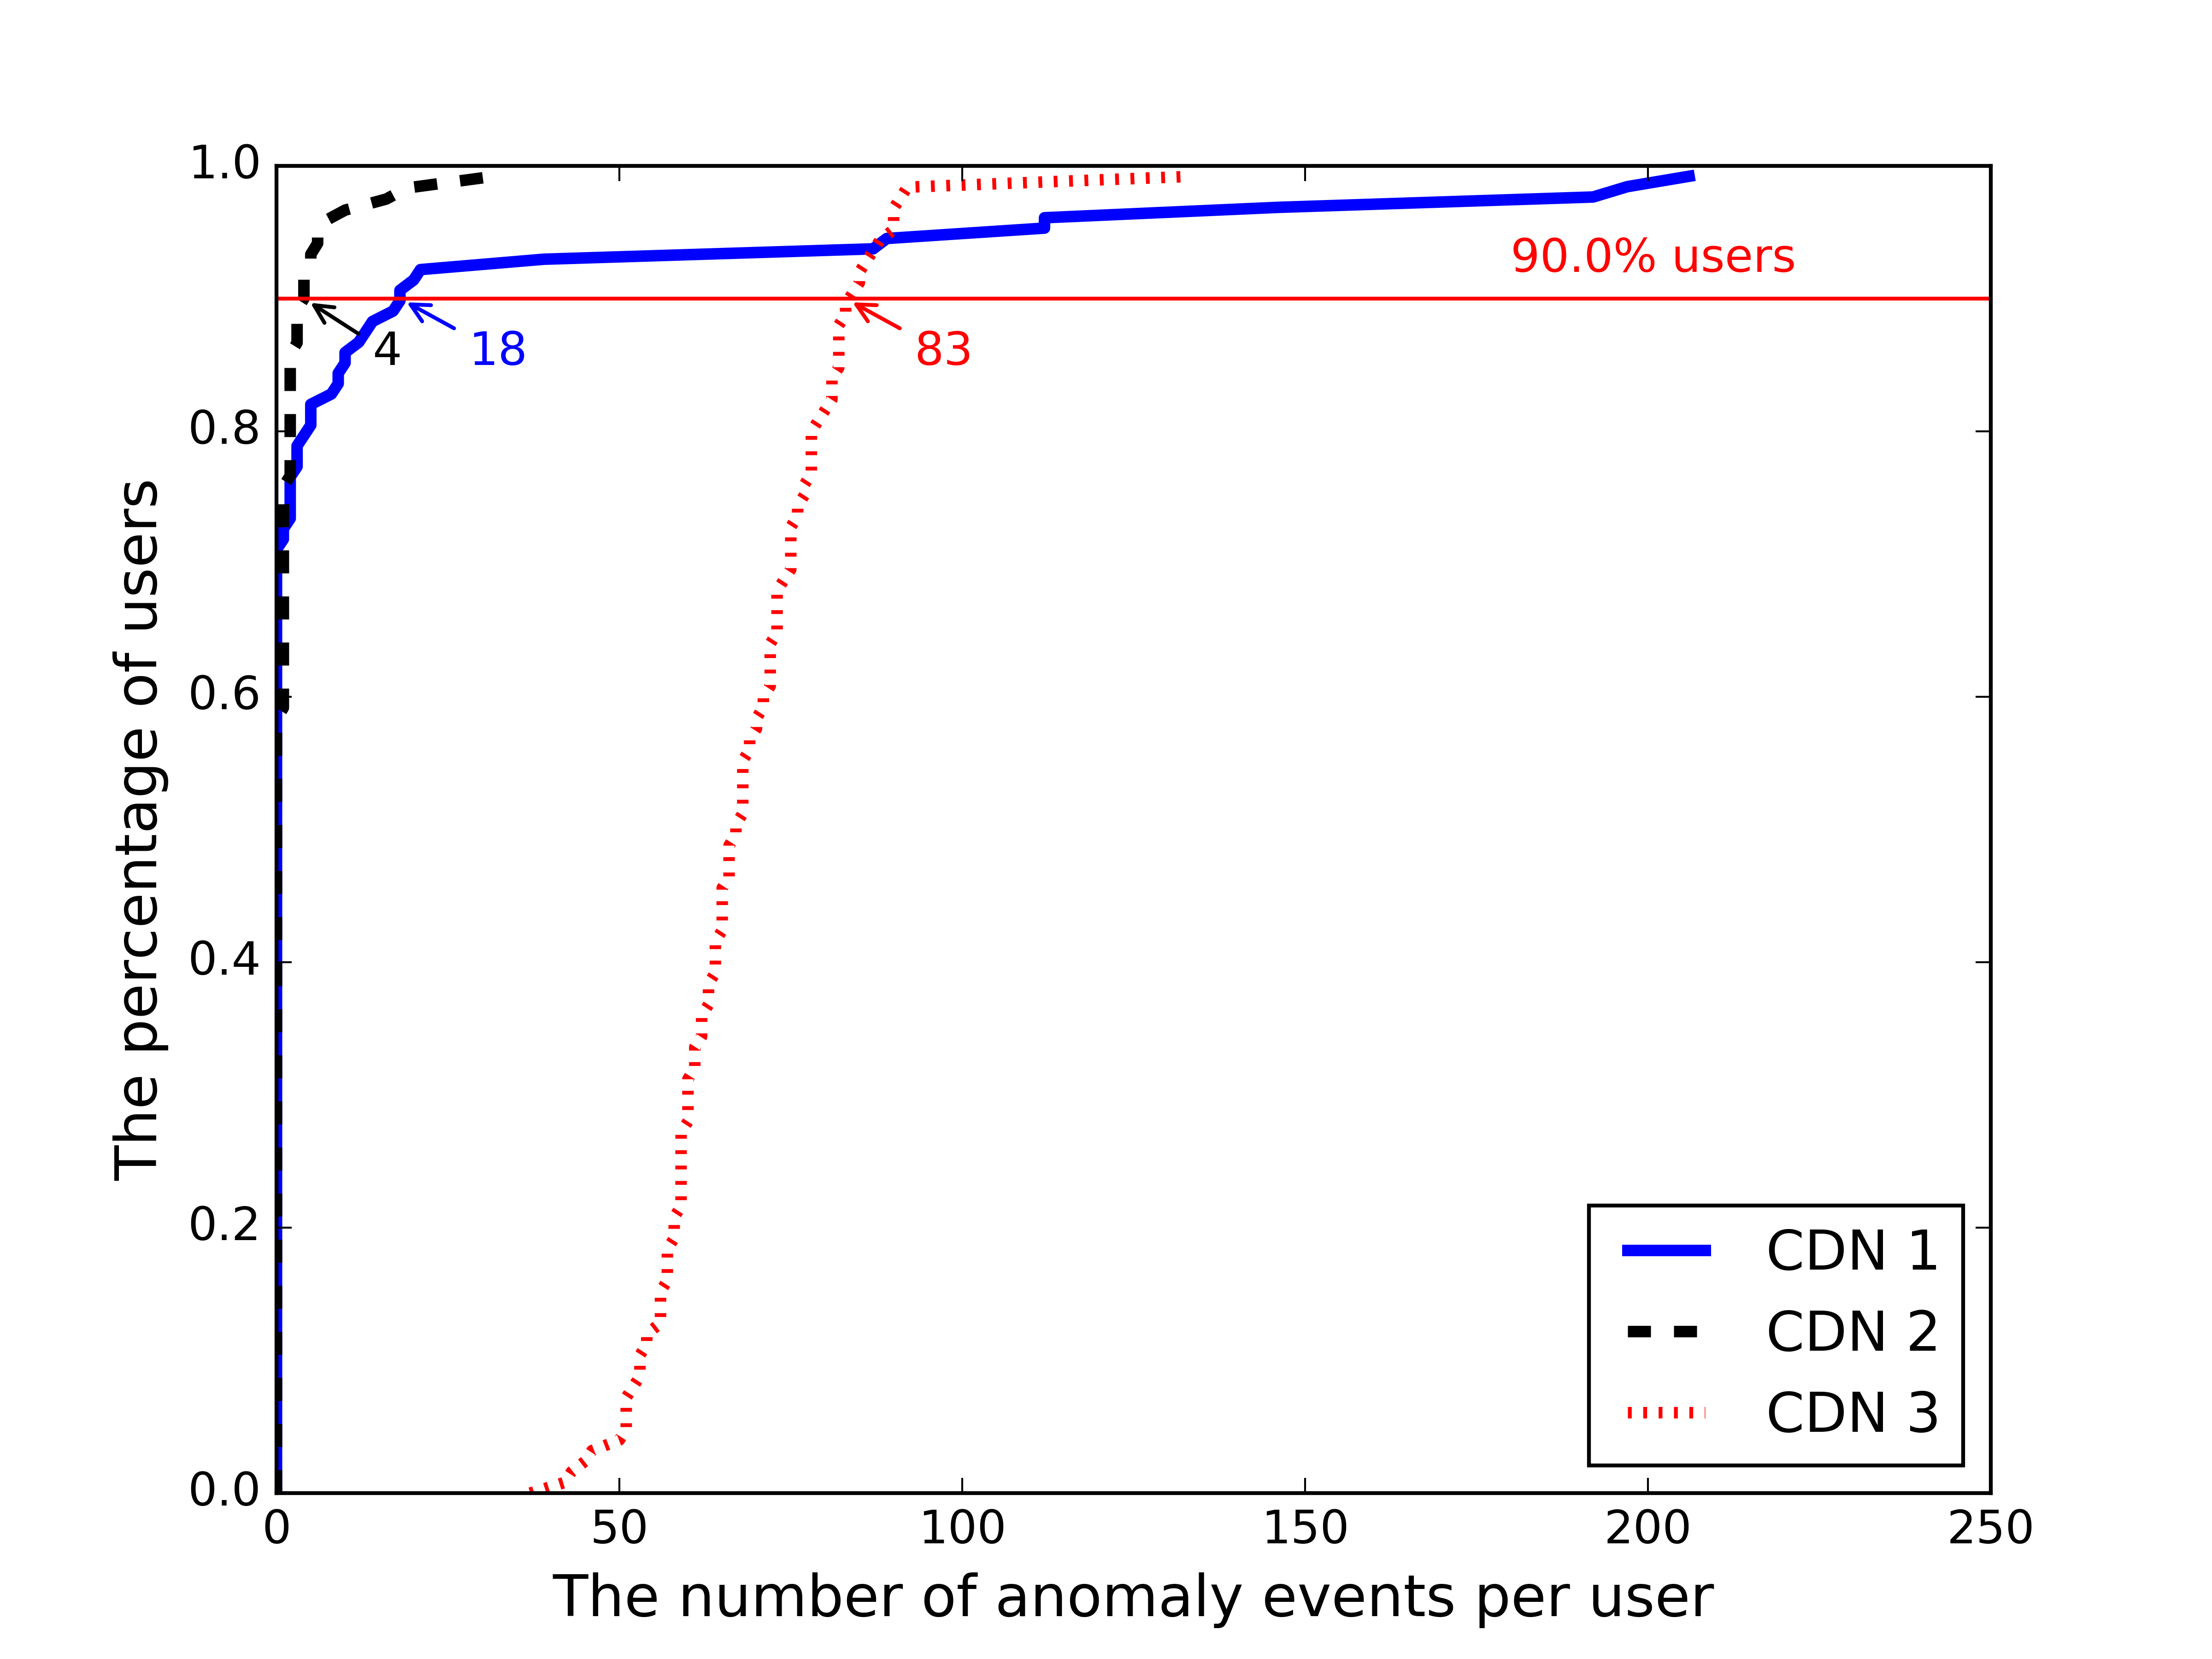 1.0
90.0% users
4
18
83
0.8
The percentage of users
0.6
0.4
0.2
CDN 1
CDN 2
CDN 3
0.0
0
50
100
150
200
250
The number of anomaly events per user